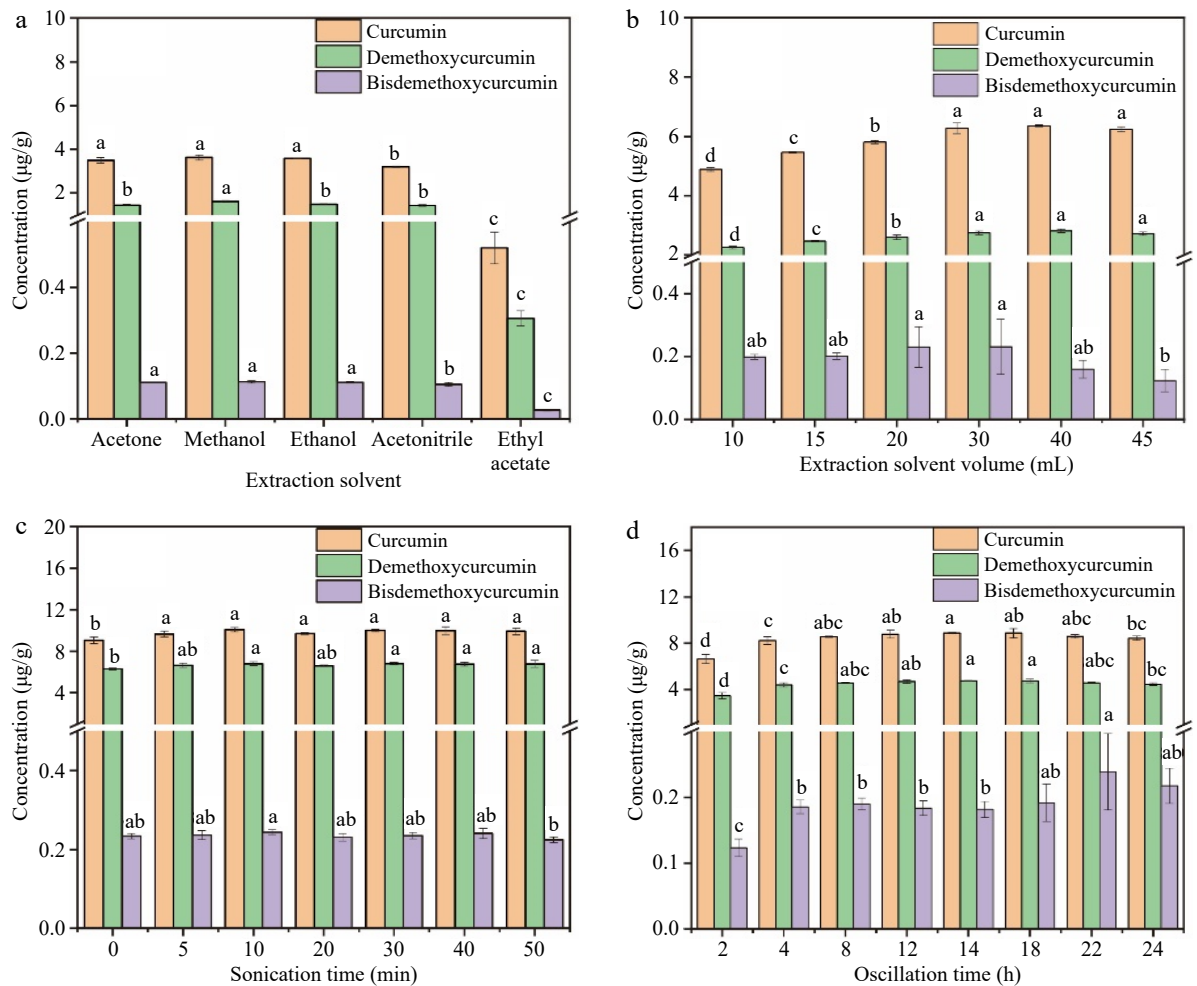 a
10
8
6
4
2
0.4
0.2
0.0
Concentration (μg/g)
Curcumin
Demethoxycurcumin
Bisdemethoxycurcumin
a b a
a a a
a b a
b b b
c c c
Acetone Methanol Ethanol Acetonitrile Ethyl
acetate
Extraction solvent
b
10
8
6
4
2
0.4
0.2
0.0
Concentration (μg/g)
Curcumin
Demethoxycurcumin
Bisdemethoxycurcumin
d d ab
c c ab
b b a
a a a
a a ab
a a b
10 15 20 30 40 45
Extraction solvent volume (mL)
c
20
16
12
8
4
0.4
0.2
0.0
Concentration (μg/g)
Curcumin
Demethoxycurcumin
Bisdemethoxycurcumin
b b ab
a ab ab
a a a
a ab ab
a a ab
a a ab
a a b
0 5 10 20 30 40 50
Sonication time (min)
d
16
12
8
4
0.2
0.1
0.0
Concentration (μg/g)
Curcumin
Demethoxycurcumin
Bisdemethoxycurcumin
d d c
c c b
abc abc b
ab ab b
a a b
ab a ab
abc abc a
bc bc ab
2 4 8 12 14 18 22 24
Oscillation time (h)